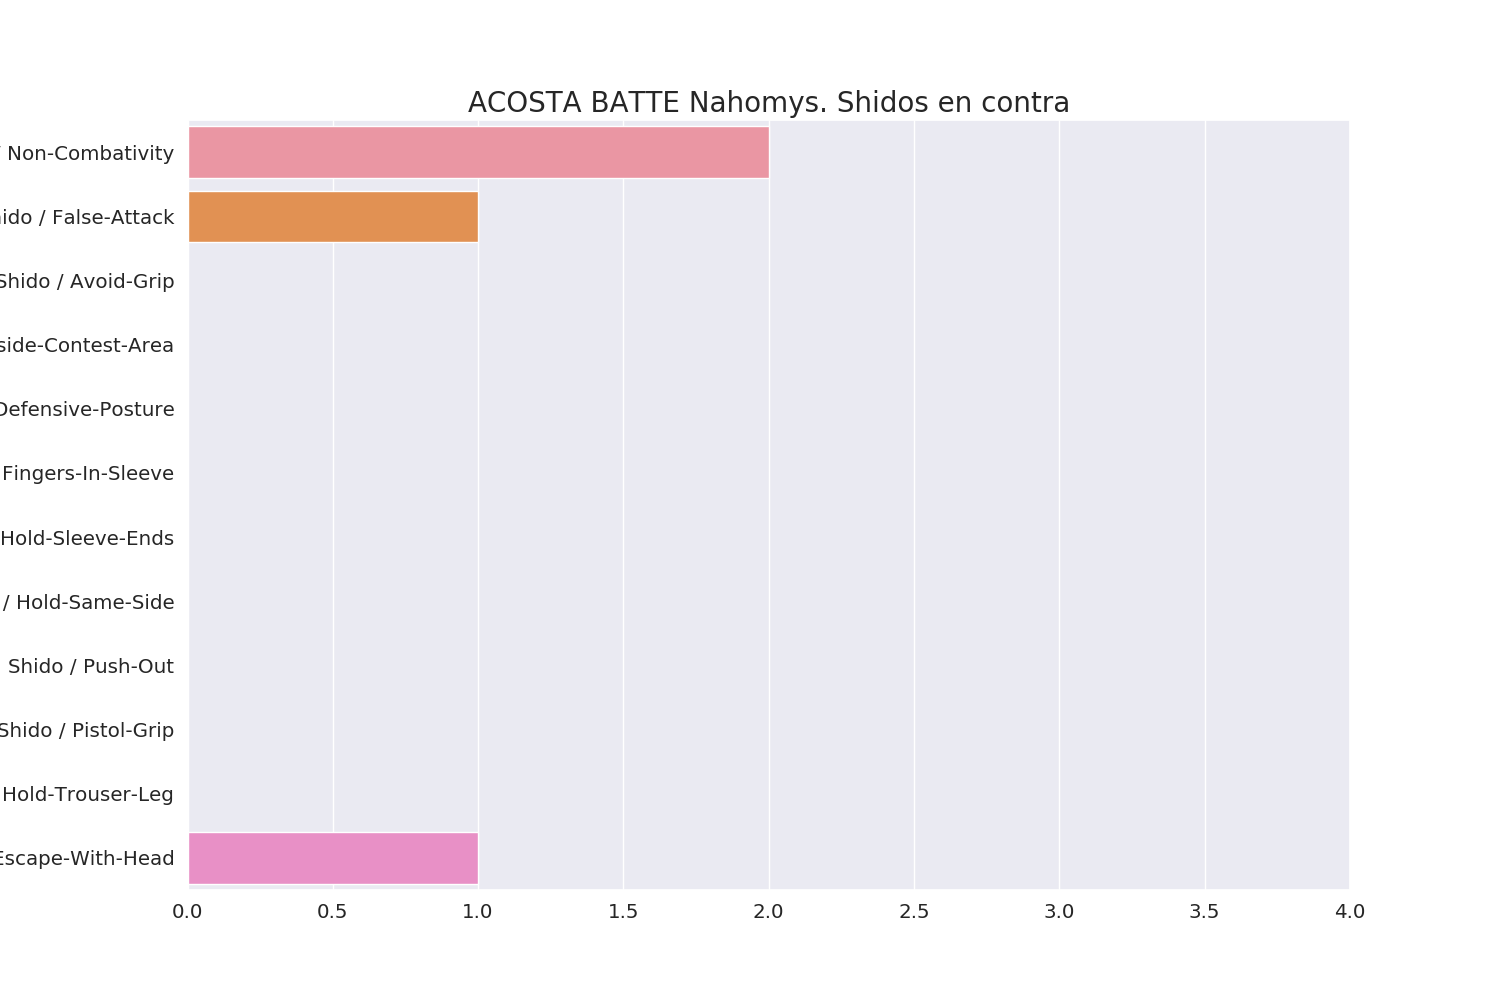 ACOSTA BATTE Nahomys. Shidos en contra
/ Non-Combativity
/ False-Attack
Shido / Avoid-Grip
side-Contest-Area
Defensive-Posture
Fingers-In-Sleeve
Hold-Sleeve-Ends
/ Hold-Same-Side
Shido / Push-Out
Shido / Pistol-Grip
Hold-Trouser-Leg
Escape-With-Head
0.0 0.5 1.0 1.5 2.0 2.5 3.0 3.5 4.0